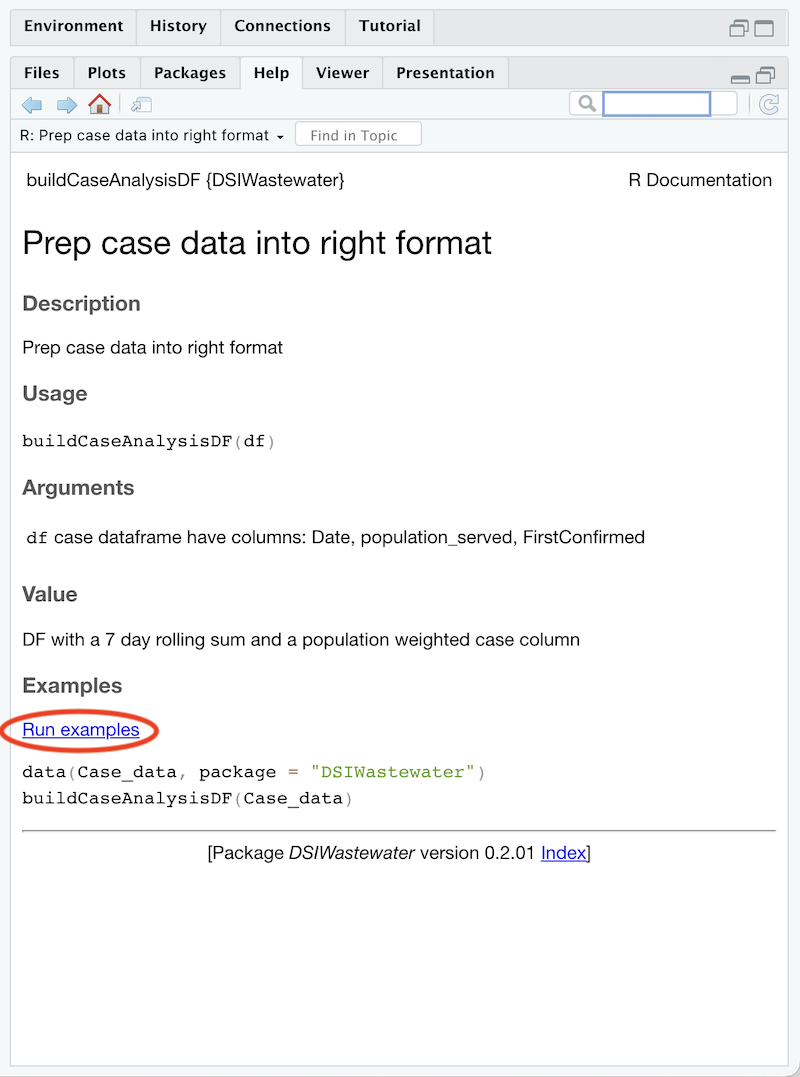 Environment History Connections Tutorial
Files Plots Packages Help Viewer Presentation
R: Prep case data into right format Find in Topic
buildCaseAnalysisDF {DSIWastewater} R Documentation
Prep case data into right format
Description
Prep case data into right format
Usage
buildCaseAnalysisDF(df)
Arguments
df case dataframe have columns: Date, population_served, FirstConfirmed
Value
DF with a 7 day rolling sum and a population weighted case column
Examples
Run examples
data(Case_data, package = "DSIWastewater")
buildCaseAnalysisDF(Case_data)
[Package DSIWastewater version 0.2.01 Index]